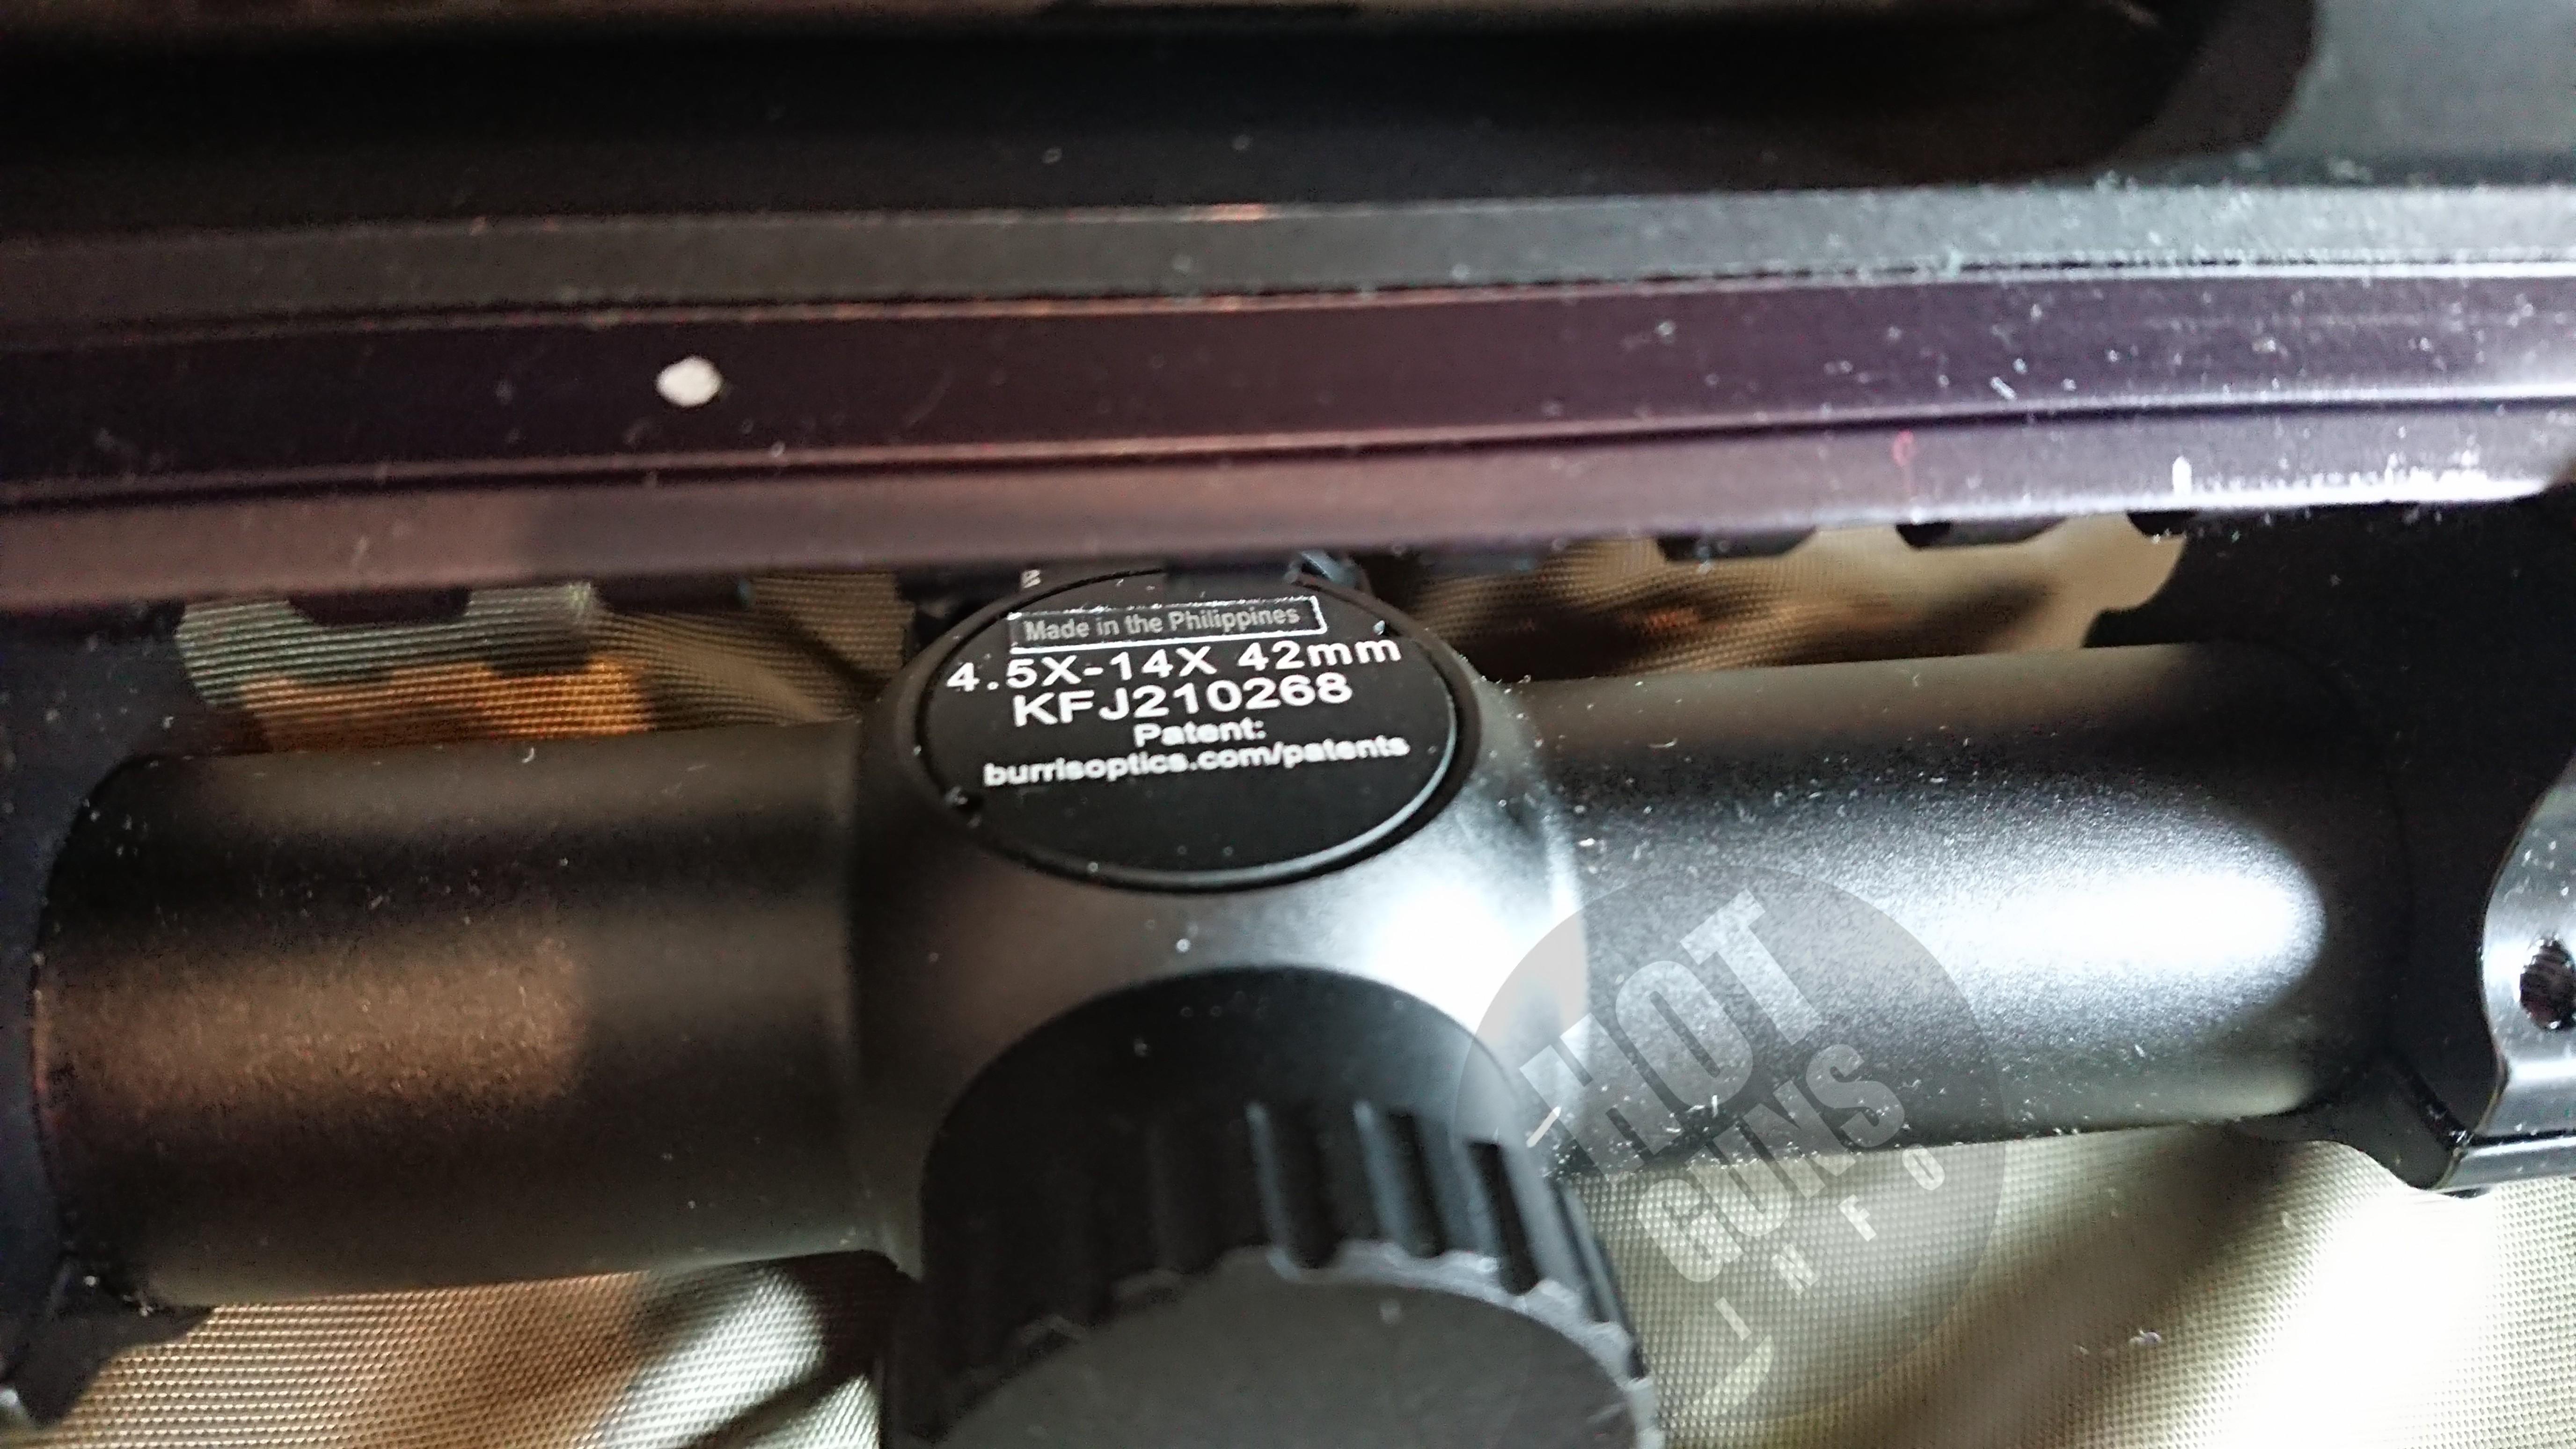 Made in the Philippines
4.5X-14X 42mm
KFJ210268
Patent:
burrisoptics.com/patents
HOT
GUNS
INFO